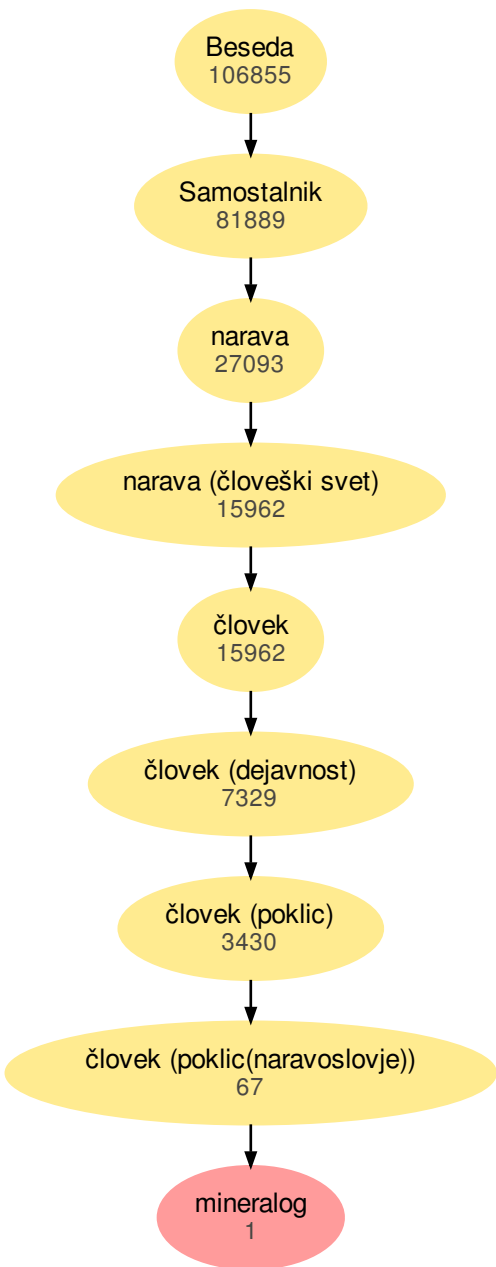 Beseda
106855
Samostalnik
81889
narava
27093
narava (človeški svet)
15962
človek
15962
človek (dejavnost)
7329
človek (poklic)
3430
človek (poklic(naravoslovje))
67
mineralog
1